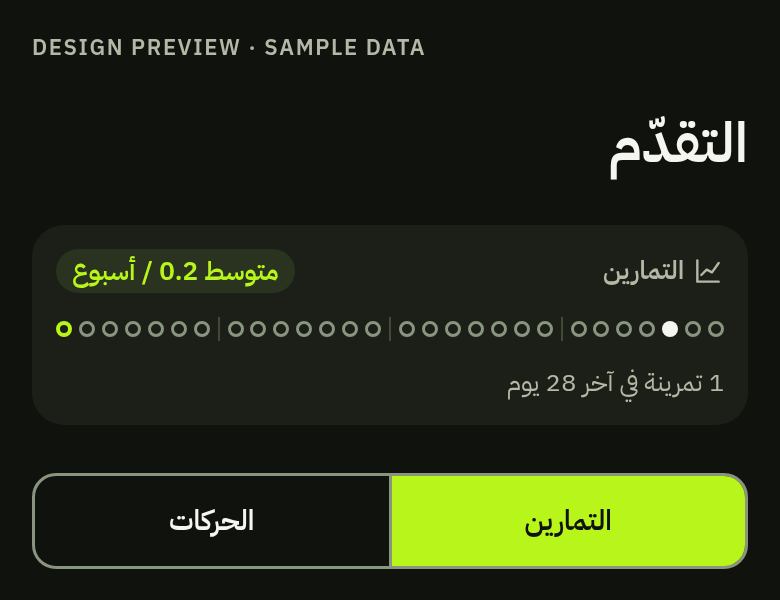 DESIGN PREVIEW · SAMPLE DATA
التقدّم
التمارين
متوسط 0.2 / أسبوع
1 تمرينة في آخر 28 يوم
التمارين
الحركات